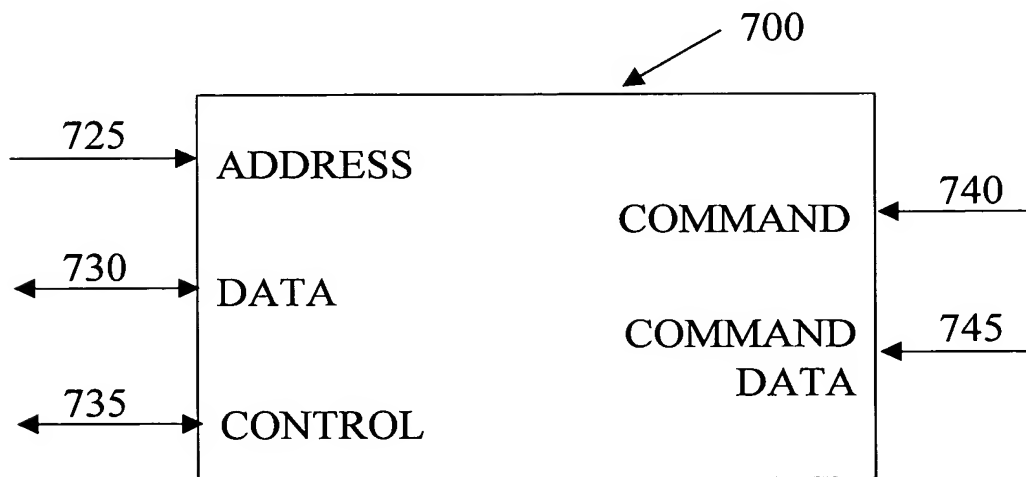 700
725
ADDRESS
740
COMMAND
730
DATA
745
COMMAND
DATA
735
CONTROL